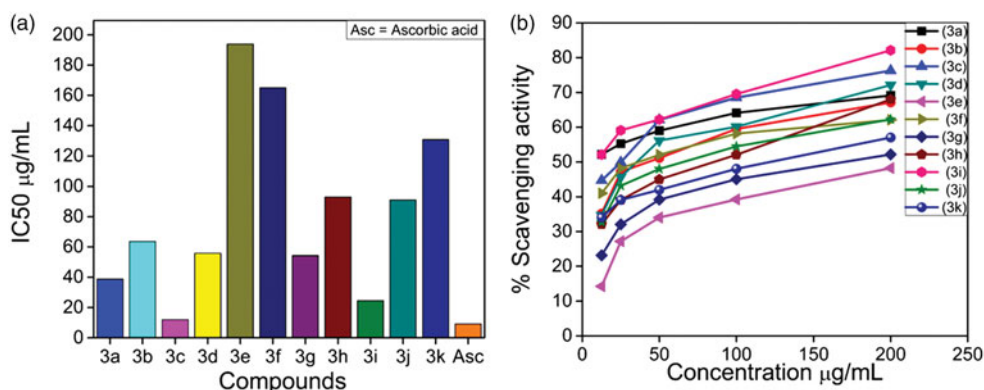 (a)
Asc = Ascorbic acid
200
180
160
140
120
100
80
60
40
20
0
IC50 µg/mL
3a 3b 3c 3d 3e 3f 3g 3h 3i 3j 3k Asc
Compounds
(b)
90
80
70
60
50
40
30
20
10
0
% Scavenging activity
(3a)
(3b)
(3c)
(3d)
(3e)
(3f)
(3g)
(3h)
(3i)
(3j)
(3k)
0 50 100 150 200 250
Concentration µg/mL